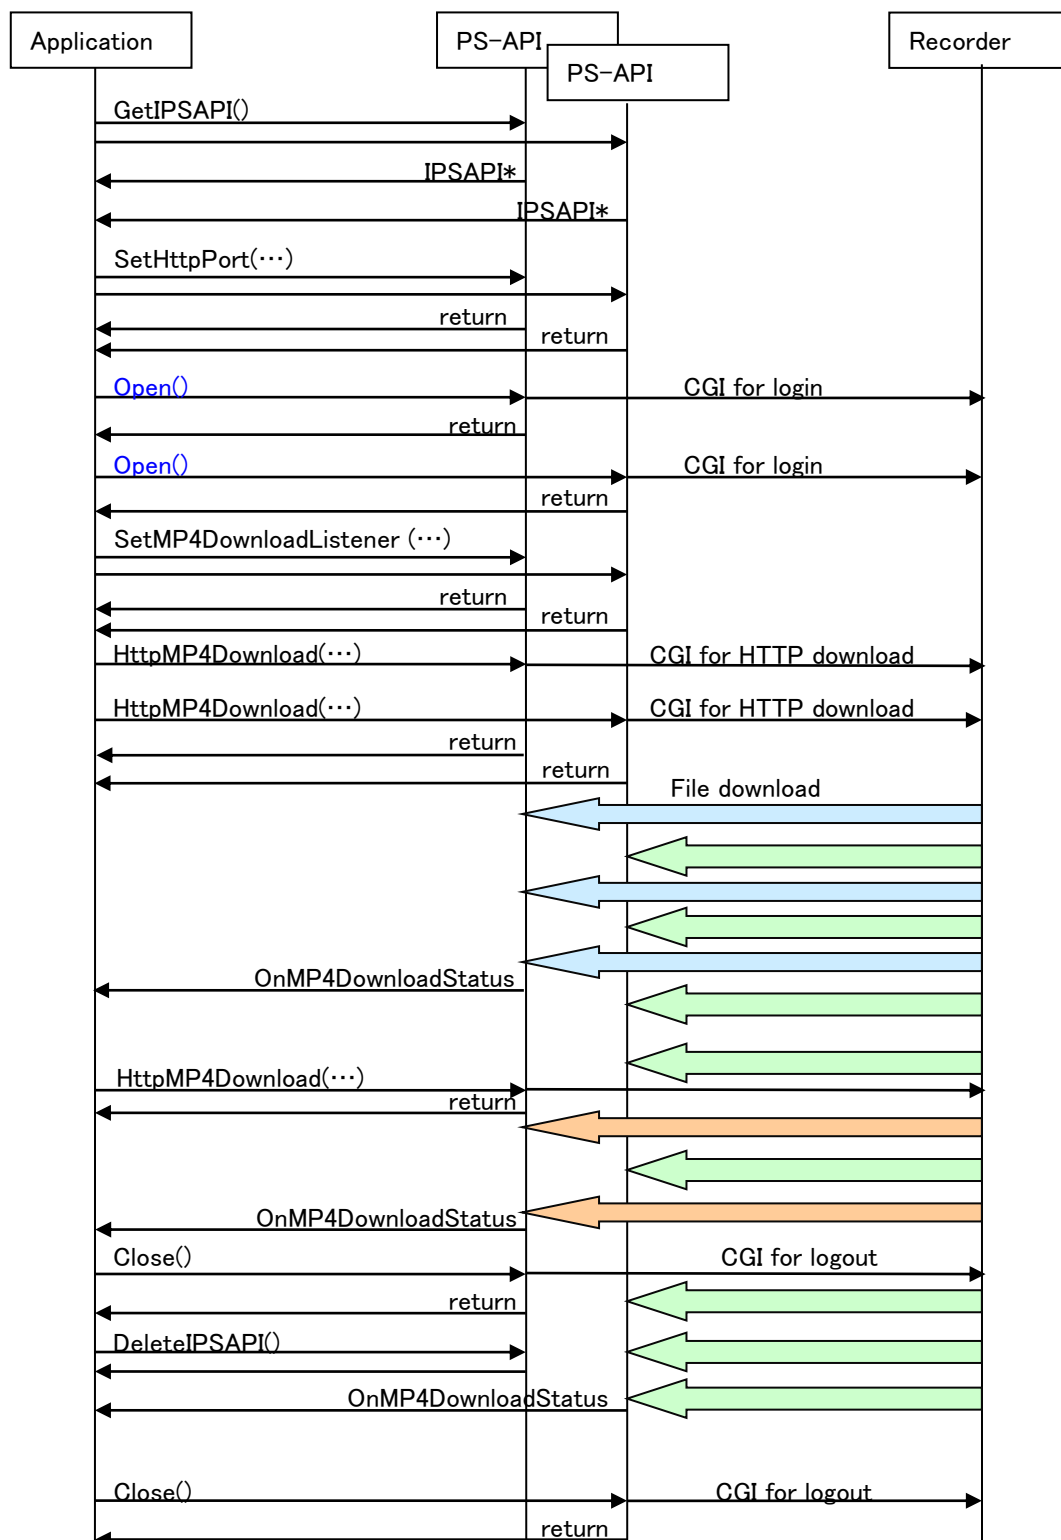 Application
PS-API
PS-API
Recorder
GetIPSAPI()
IPSAPI*
IPSAPI*
SetHttpPort(···)
return
return
Open()
CGI for login
return
Open()
CGI for login
return
SetMP4DownloadListener (···)
return
return
HttpMP4Download(···)
CGI for HTTP download
HttpMP4Download(···)
CGI for HTTP download
return
return
File download
OnMP4DownloadStatus
HttpMP4Download(···)
return
OnMP4DownloadStatus
Close()
CGI for logout
return
DeleteIPSAPI()
OnMP4DownloadStatus
Close()
CGI for logout
return